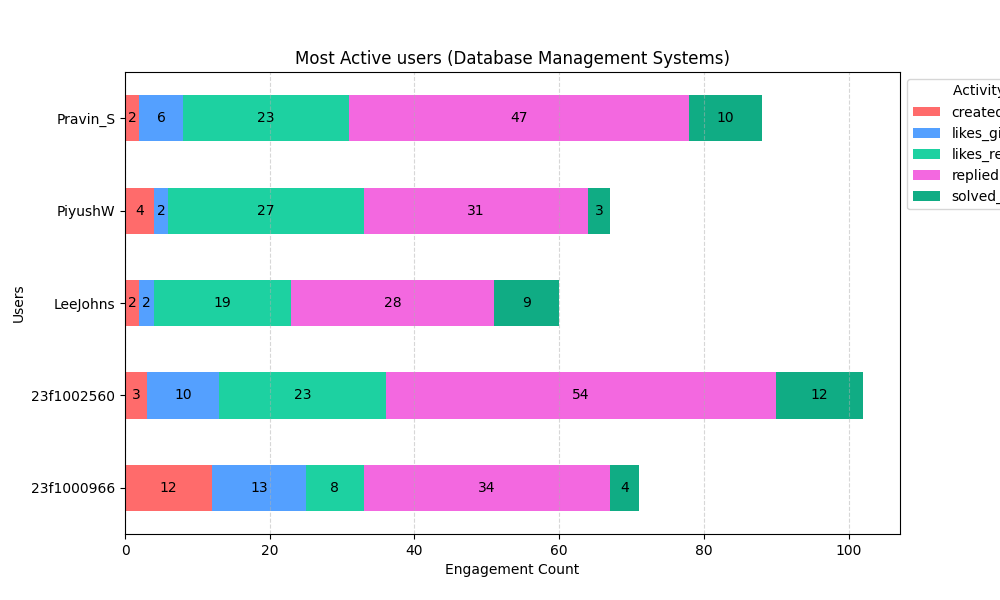 Most Active users (Database Management Systems)
Activity
created
likes_gi
likes_re
replied
solved_
Users
Pravin_S
2 6 23 47 10
PiyushW
4 2 27 31 3
LeeJohns
2 2 19 28 9
23f1002560
3 10 23 54 12
23f1000966
12 13 8 34 4
0 20 40 60 80 100
Engagement Count